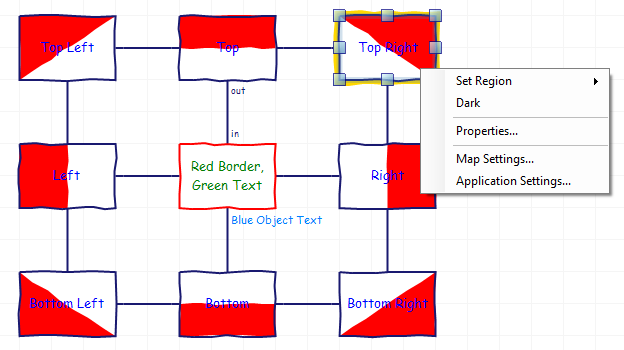 Top Left
Top
Top Right
out
in
Set Region
Dark
Properties...
Map Settings...
Application Settings...
Left
Red Border,
Green Text
Right
Blue Object Text
Bottom Left
Bottom
Bottom Right